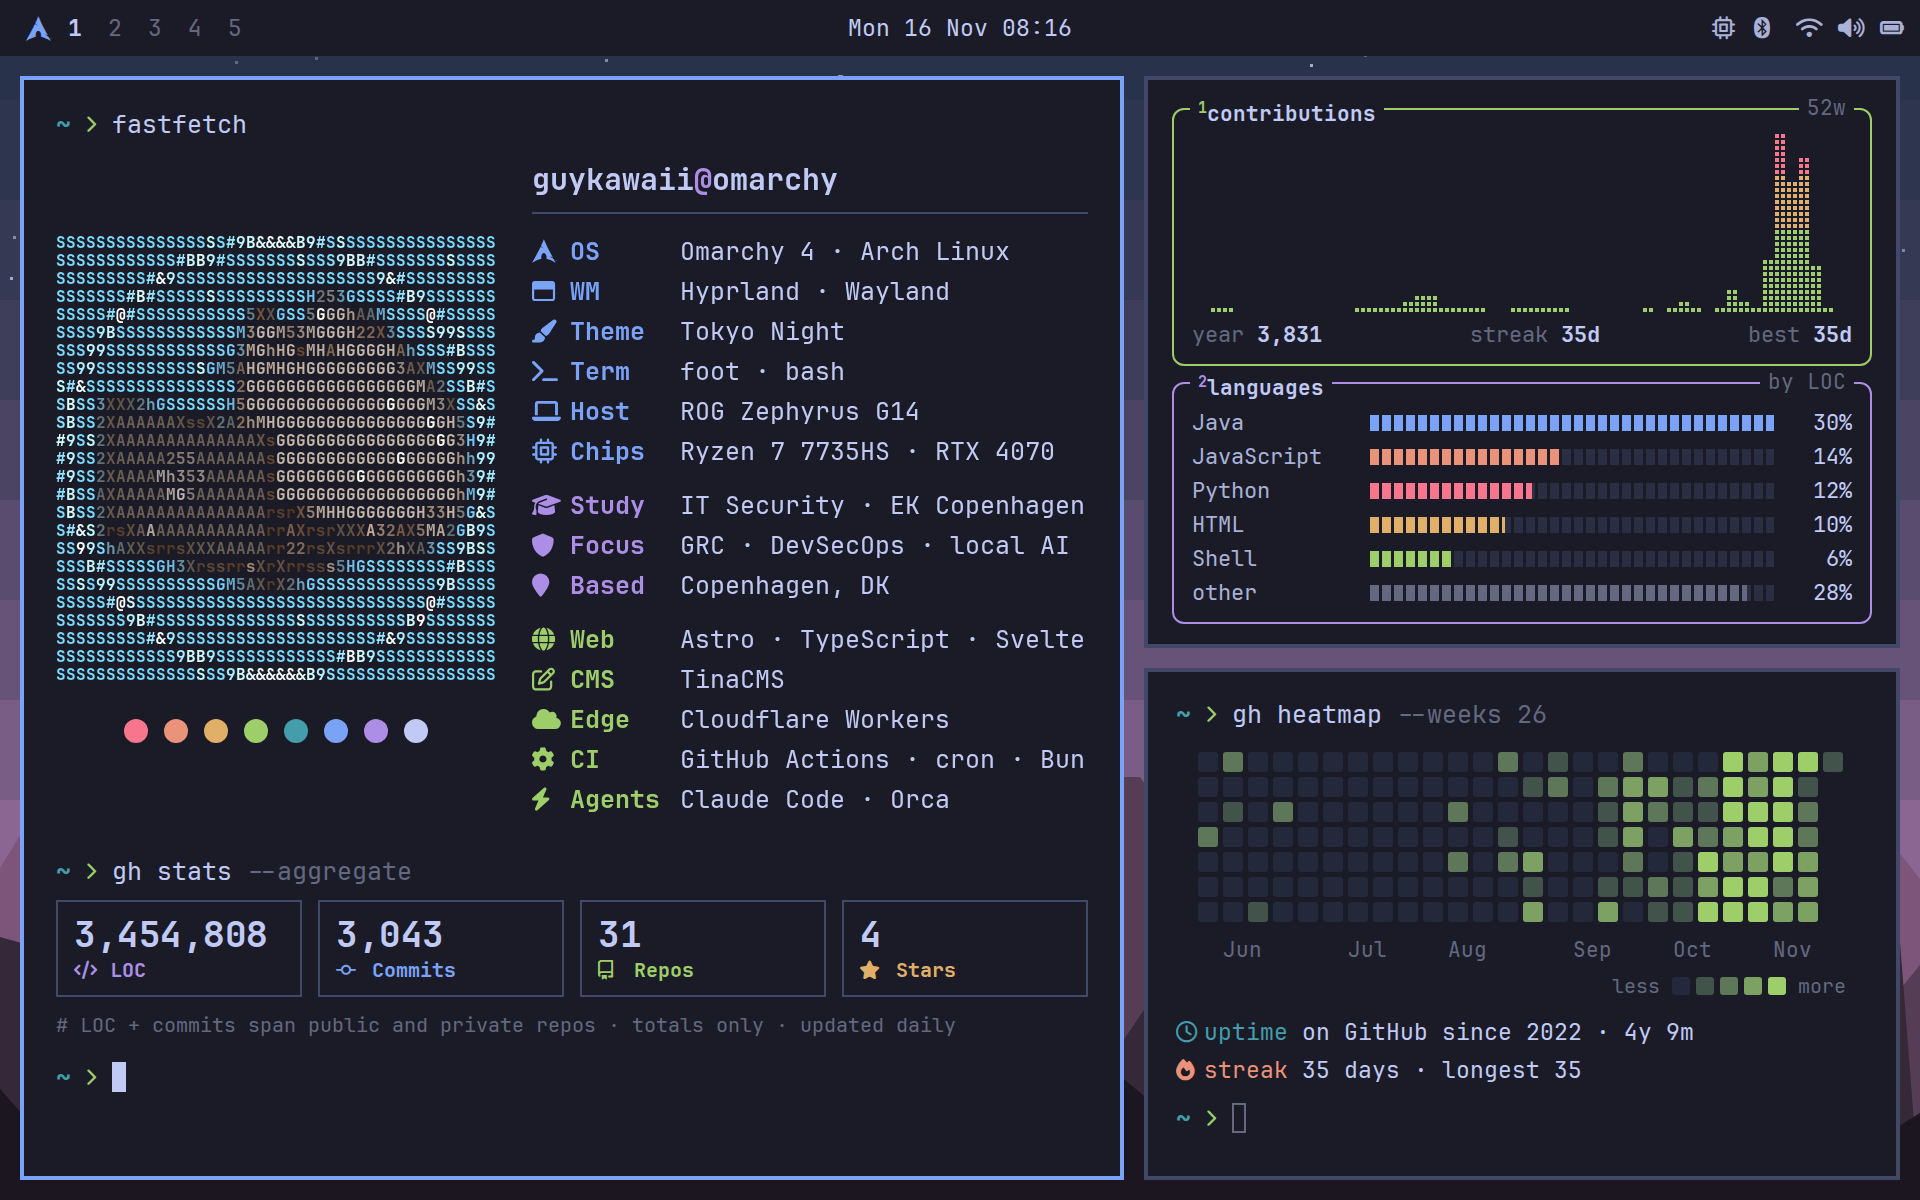 1 2 3 4 5
Mon 16 Nov 08:16
~ > fastfetch
guykawaii@omarchy
OS Omarchy 4 · Arch Linux
WM Hyprland · Wayland
Theme Tokyo Night
Term foot · bash
Host ROG Zephyrus G14
Chips Ryzen 7 7735HS · RTX 4070
Study IT Security · EK Copenhagen
Focus GRC · DevSecOps · local AI
Based Copenhagen, DK
Web Astro · TypeScript · Svelte
CMS TinaCMS
Edge Cloudflare Workers
CI GitHub Actions · cron · Bun
Agents Claude Code · Orca
~ > gh stats --aggregate
3,454,808
LOC
3,043
Commits
31
Repos
4
Stars
# LOC + commits span public and private repos · totals only · updated daily
~ >
1contributions 52w
year 3,831 streak 35d best 35d
2languages by LOC
Java 30%
JavaScript 14%
Python 12%
HTML 10%
Shell 6%
other 28%
~ > gh heatmap --weeks 26
Jun Jul Aug Sep Oct Nov
less more
uptime on GitHub since 2022 · 4y 9m
streak 35 days · longest 35
~ >